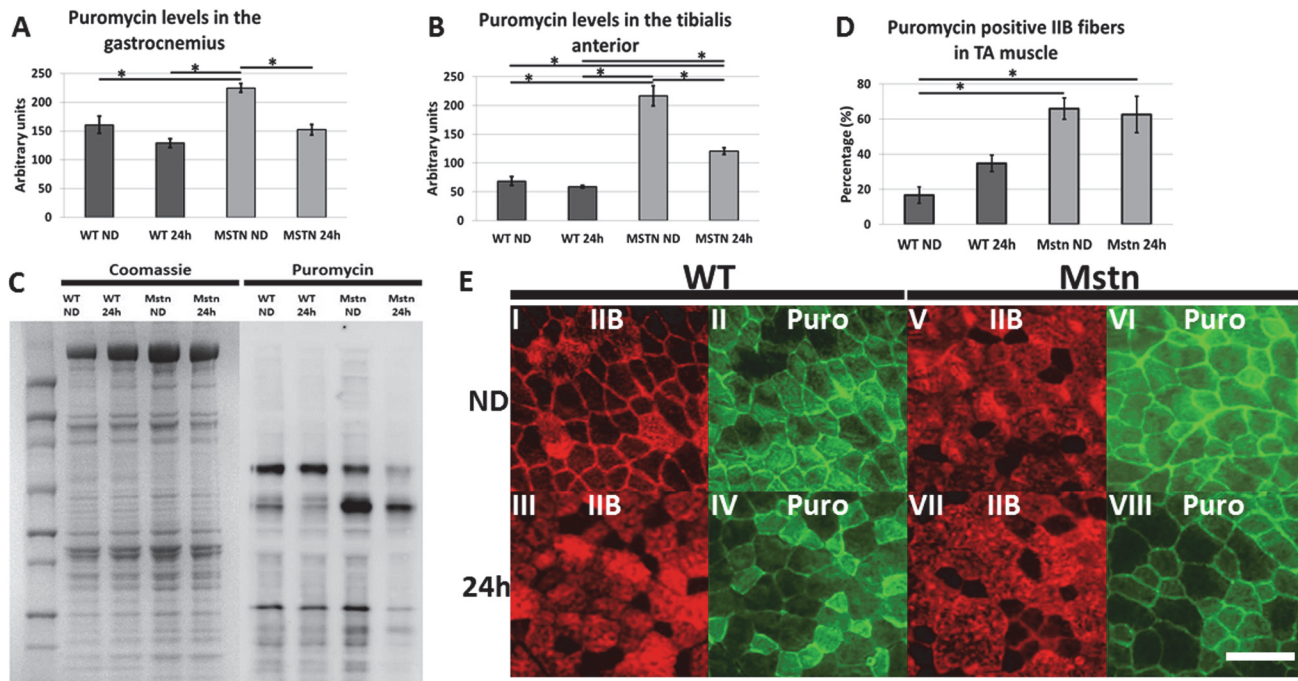 A
Puromycin levels in the
gastrocnemius
Arbitrary units
250
200
150
100
50
0
* * *
WT ND WT 24h MSTN ND MSTN 24h
B
Puromycin levels in the tibialis
anterior
Arbitrary units
250
200
150
100
50
0
* *
* * *
WT ND WT 24h MSTN ND MSTN 24h
D
Puromycin positive IIB fibers
in TA muscle
Percentage (%)
80
60
40
20
0
*
*
WT ND WT 24h Mstn ND Mstn 24h
C
Coomassie Puromycin
WT WT Mstn Mstn WT WT Mstn Mstn
ND 24h ND 24h ND 24h ND 24h
E
WT Mstn
ND
I IIB II Puro V IIB VI Puro
24h
III IIB IV Puro VII IIB VIII Puro